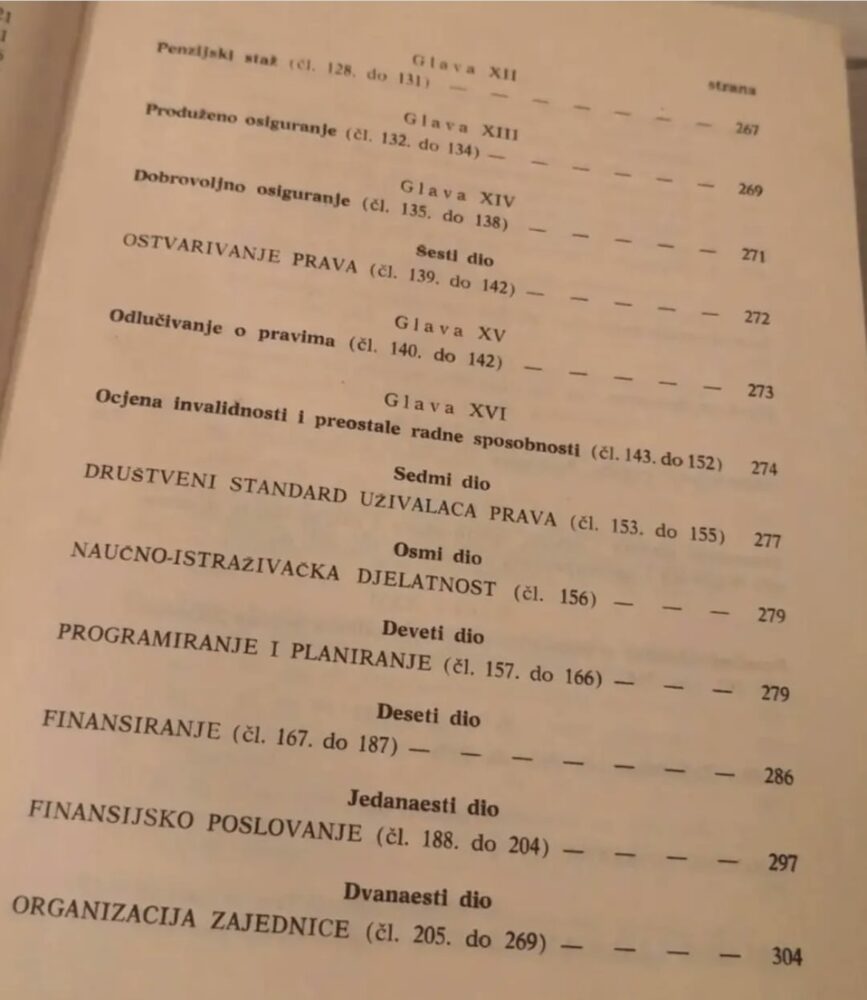 Glava XII
strana
Penzijski staž (čl. 128. do 131) — — — — — — — 267
Glava XIII
Produženo osiguranje (čl. 132. do 134) — — — — — — 269
Glava XIV
Dobrovoljno osiguranje (čl. 135. do 138) — — — — — 271
Šesti dio
OSTVARIVANJE PRAVA (čl. 139. do 142) — — — — — 272
Glava XV
Odlučivanje o pravima (čl. 140. do 142) — — — — — 273
Glava XVI
Ocjena invalidnosti i preostale radne sposobnosti (čl. 143. do 152) 274
Sedmi dio
DRUŠTVENI STANDARD UŽIVALACA PRAVA (čl. 153. do 155) 277
Osmi dio
NAUČNO-ISTRAŽIVAČKA DJELATNOST (čl. 156) — — — 279
Deveti dio
PROGRAMIRANJE I PLANIRANJE (čl. 157. do 166) — — — 279
Deseti dio
FINANSIRANJE (čl. 167. do 187) — — — — — — — 286
Jedanaesti dio
FINANSIJSKO POSLOVANJE (čl. 188. do 204) — — — — 297
Dvanaesti dio
ORGANIZACIJA ZAJEDNICE (čl. 205. do 269) — — — — 304